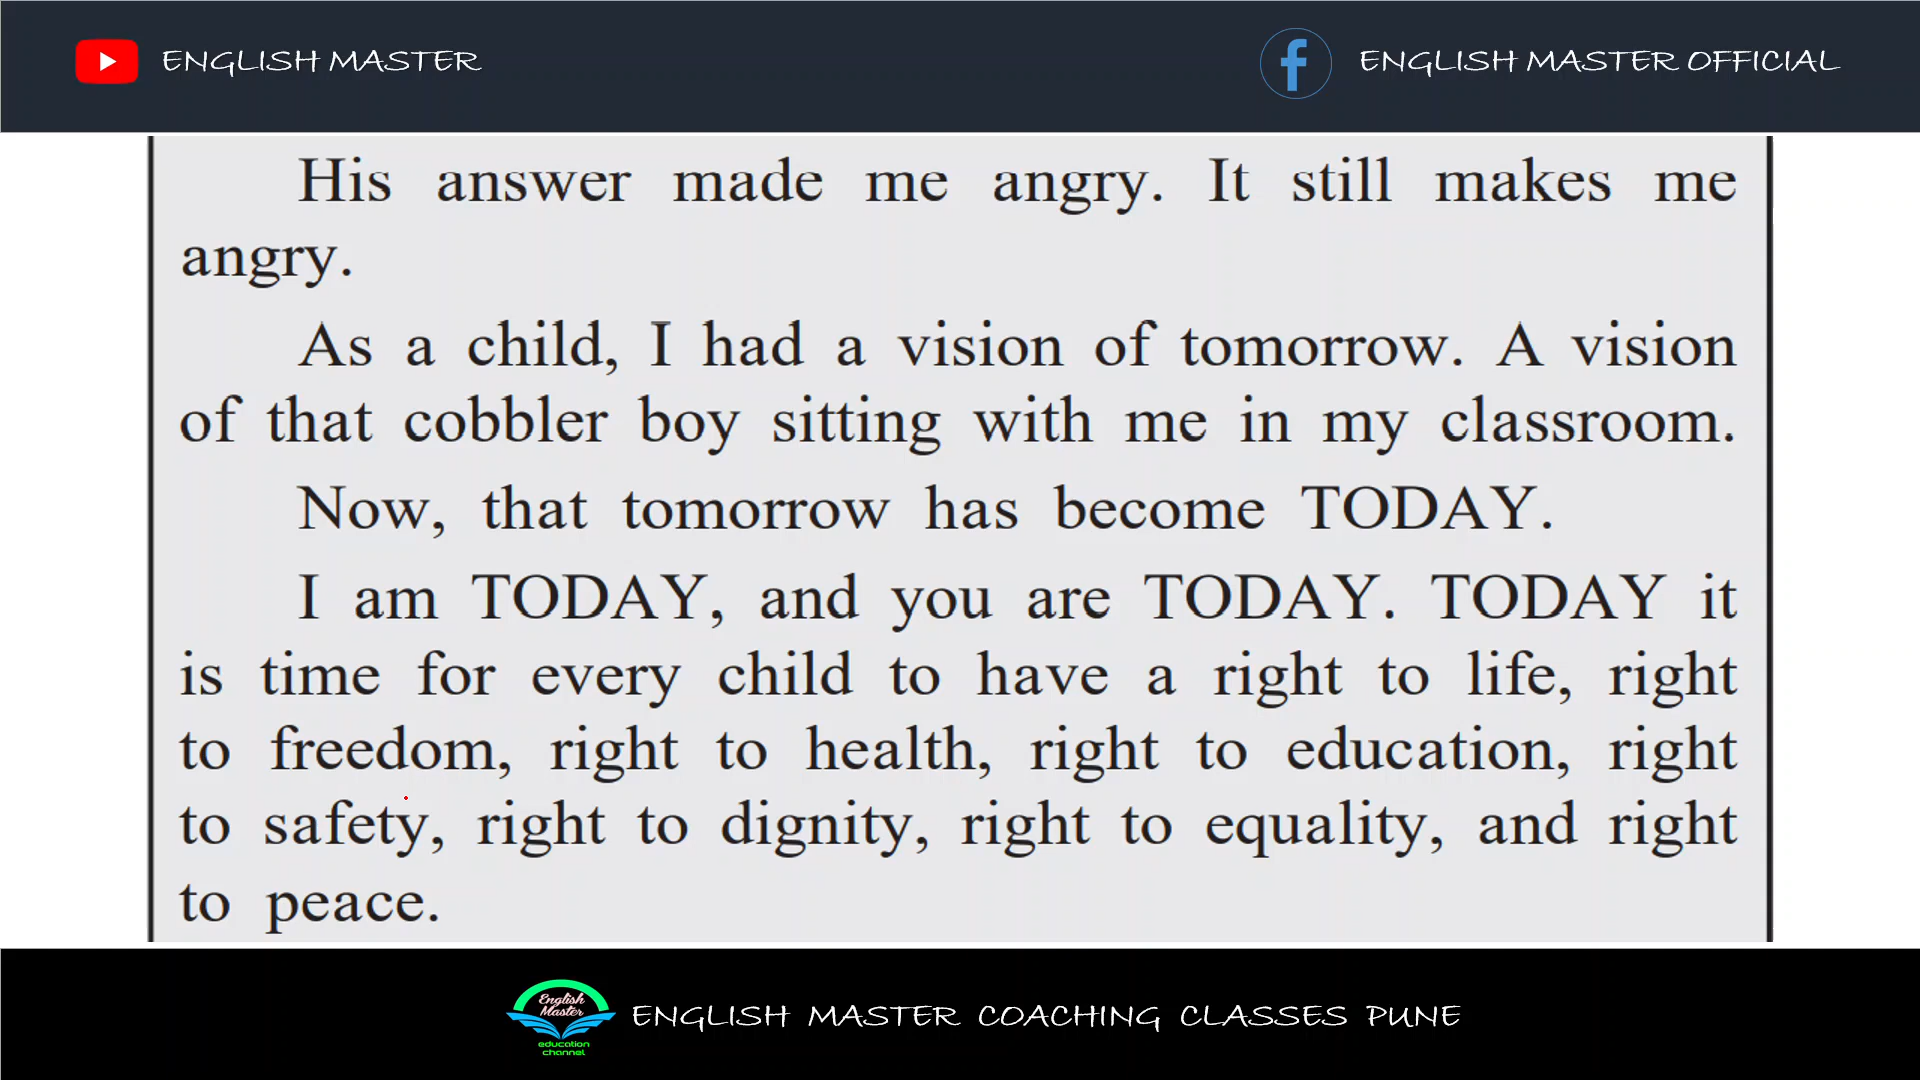 ENGLISH MASTER
ENGLISH MASTER OFFICIAL
His answer made me angry. It still makes me
angry.
As a child, I had a vision of tomorrow. A vision
of that cobbler boy sitting with me in my classroom.
Now, that tomorrow has become TODAY.
I am TODAY, and you are TODAY. TODAY it
is time for every child to have a right to life, right
to freedom, right to health, right to education, right
to safety, right to dignity, right to equality, and right
to peace.
English
Master
education
channel
ENGLISH MASTER COACHING CLASSES PUNE